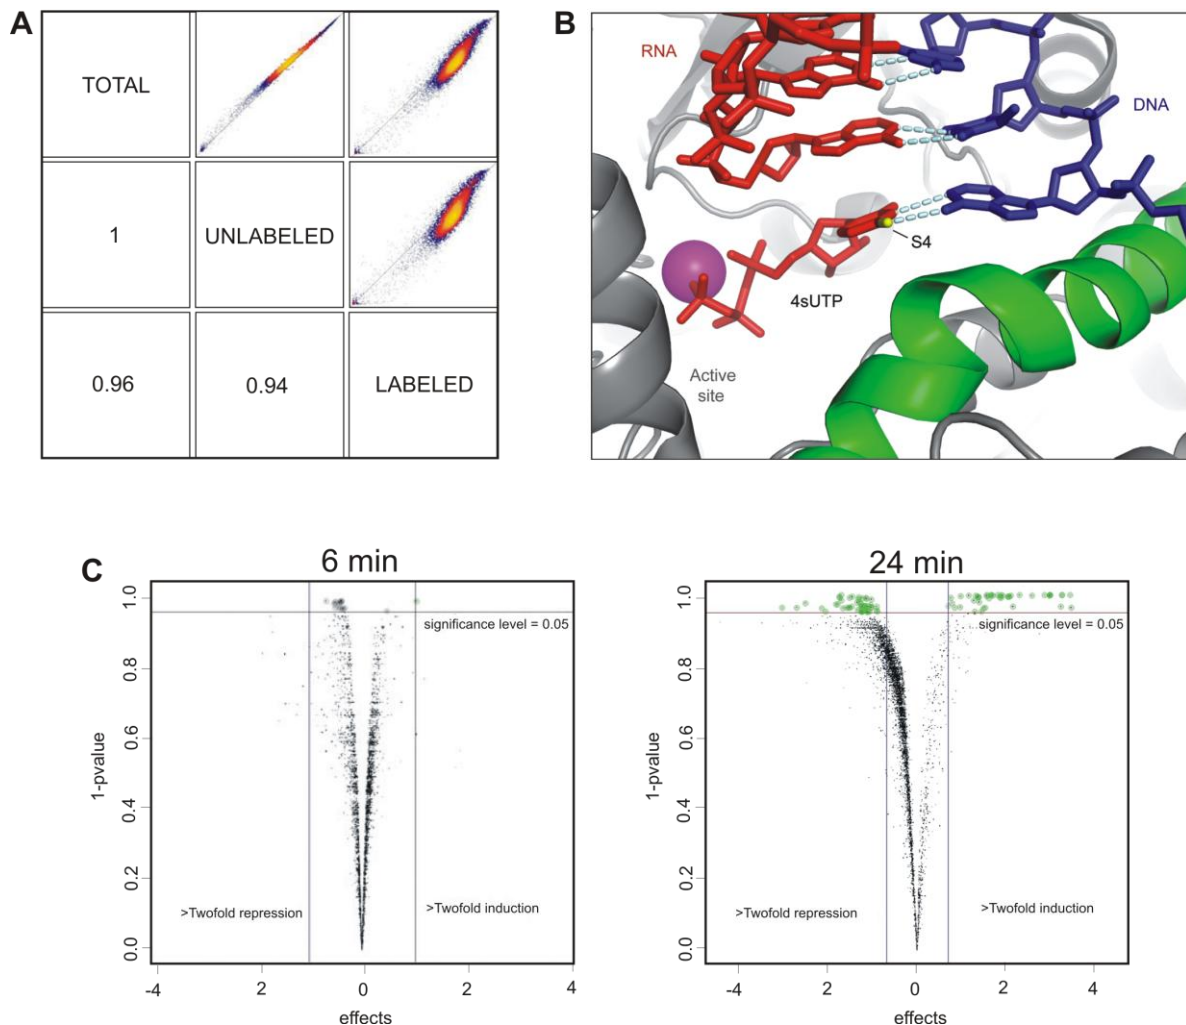 A
TOTAL
1
UNLABELED
0.96
0.94
LABELED
B
RNA
DNA
S4
4sUTP
Active
site
C
6 min
1-pvalue
1.0
0.8
0.6
0.4
0.2
0.0
significance level = 0.05
>Twofold repression
>Twofold induction
-4
2
0
2
4
effects
24 min
1-pvalue
1.0
0.8
0.6
0.4
0.2
0.0
significance level = 0.05
>Twofold repression
>Twofold induction
-4
2
0
2
4
effects